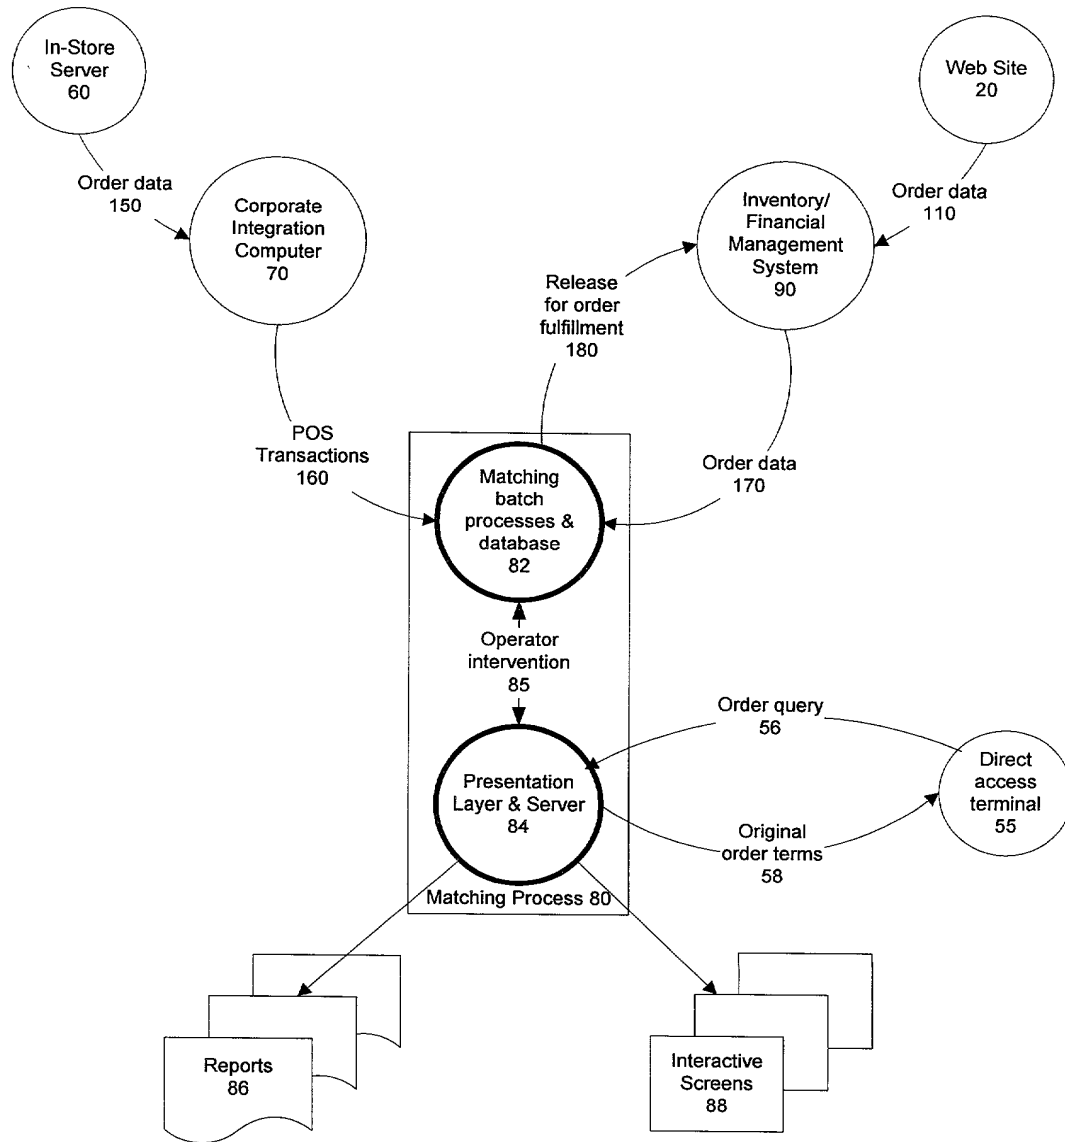 In-Store
Server
60
Web Site
20
Order data
150
Corporate
Integration
Computer
70
Inventory/
Financial
Management
System
90
Order data
110
Release
for order
fulfillment
180
POS
Transactions
160
Matching
batch
processes &
database
82
Order data
170
Operator
intervention
85
Order query
56
Presentation
Layer & Server
84
Direct
access
terminal
55
Original
order terms
58
Matching Process 80
Reports
86
Interactive
Screens
88